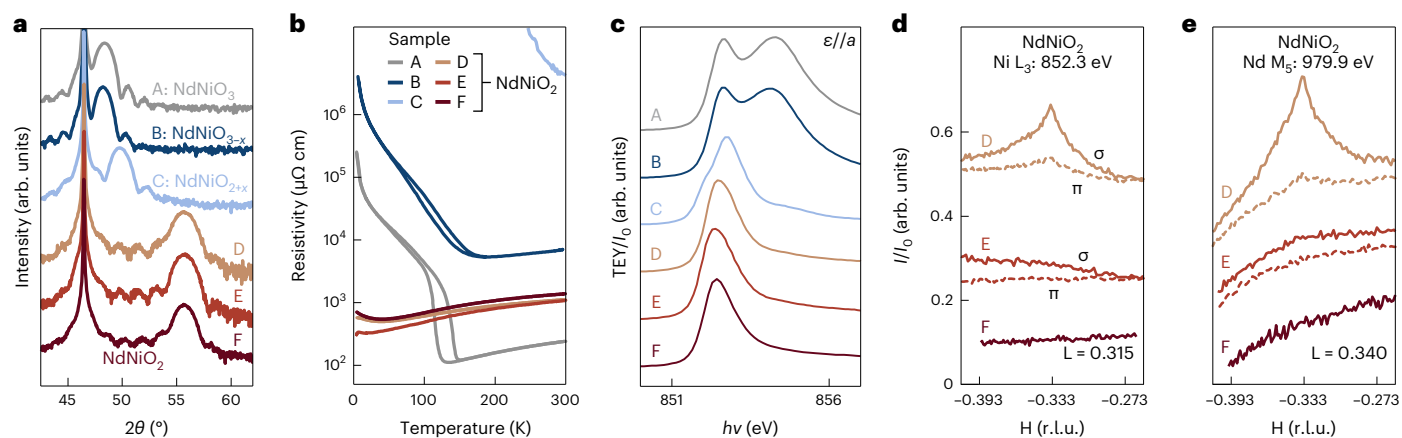 a
A: NdNiO3
B: NdNiO3–x
C: NdNiO2+x
D
E
F
NdNiO2
Intensity (arb. units)
45 50 55 60
2θ (°)
b
Sample
A D
B E
C F
NdNiO2
10^6
10^5
10^4
10^3
10^2
Resistivity (μΩ cm)
0 100 200 300
Temperature (K)
c
ε//a
A
B
C
D
E
F
TEY/I0 (arb. units)
851 856
hν (eV)
d
NdNiO2
Ni L3: 852.3 eV
D
σ
π
E
σ
π
F
L = 0.315
0.6
0.4
0.2
0
I/I0 (arb. units)
–0.393 –0.333 –0.273
H (r.l.u.)
e
NdNiO2
Nd M5: 979.9 eV
D
E
F
L = 0.340
–0.393 –0.333 –0.273
H (r.l.u.)